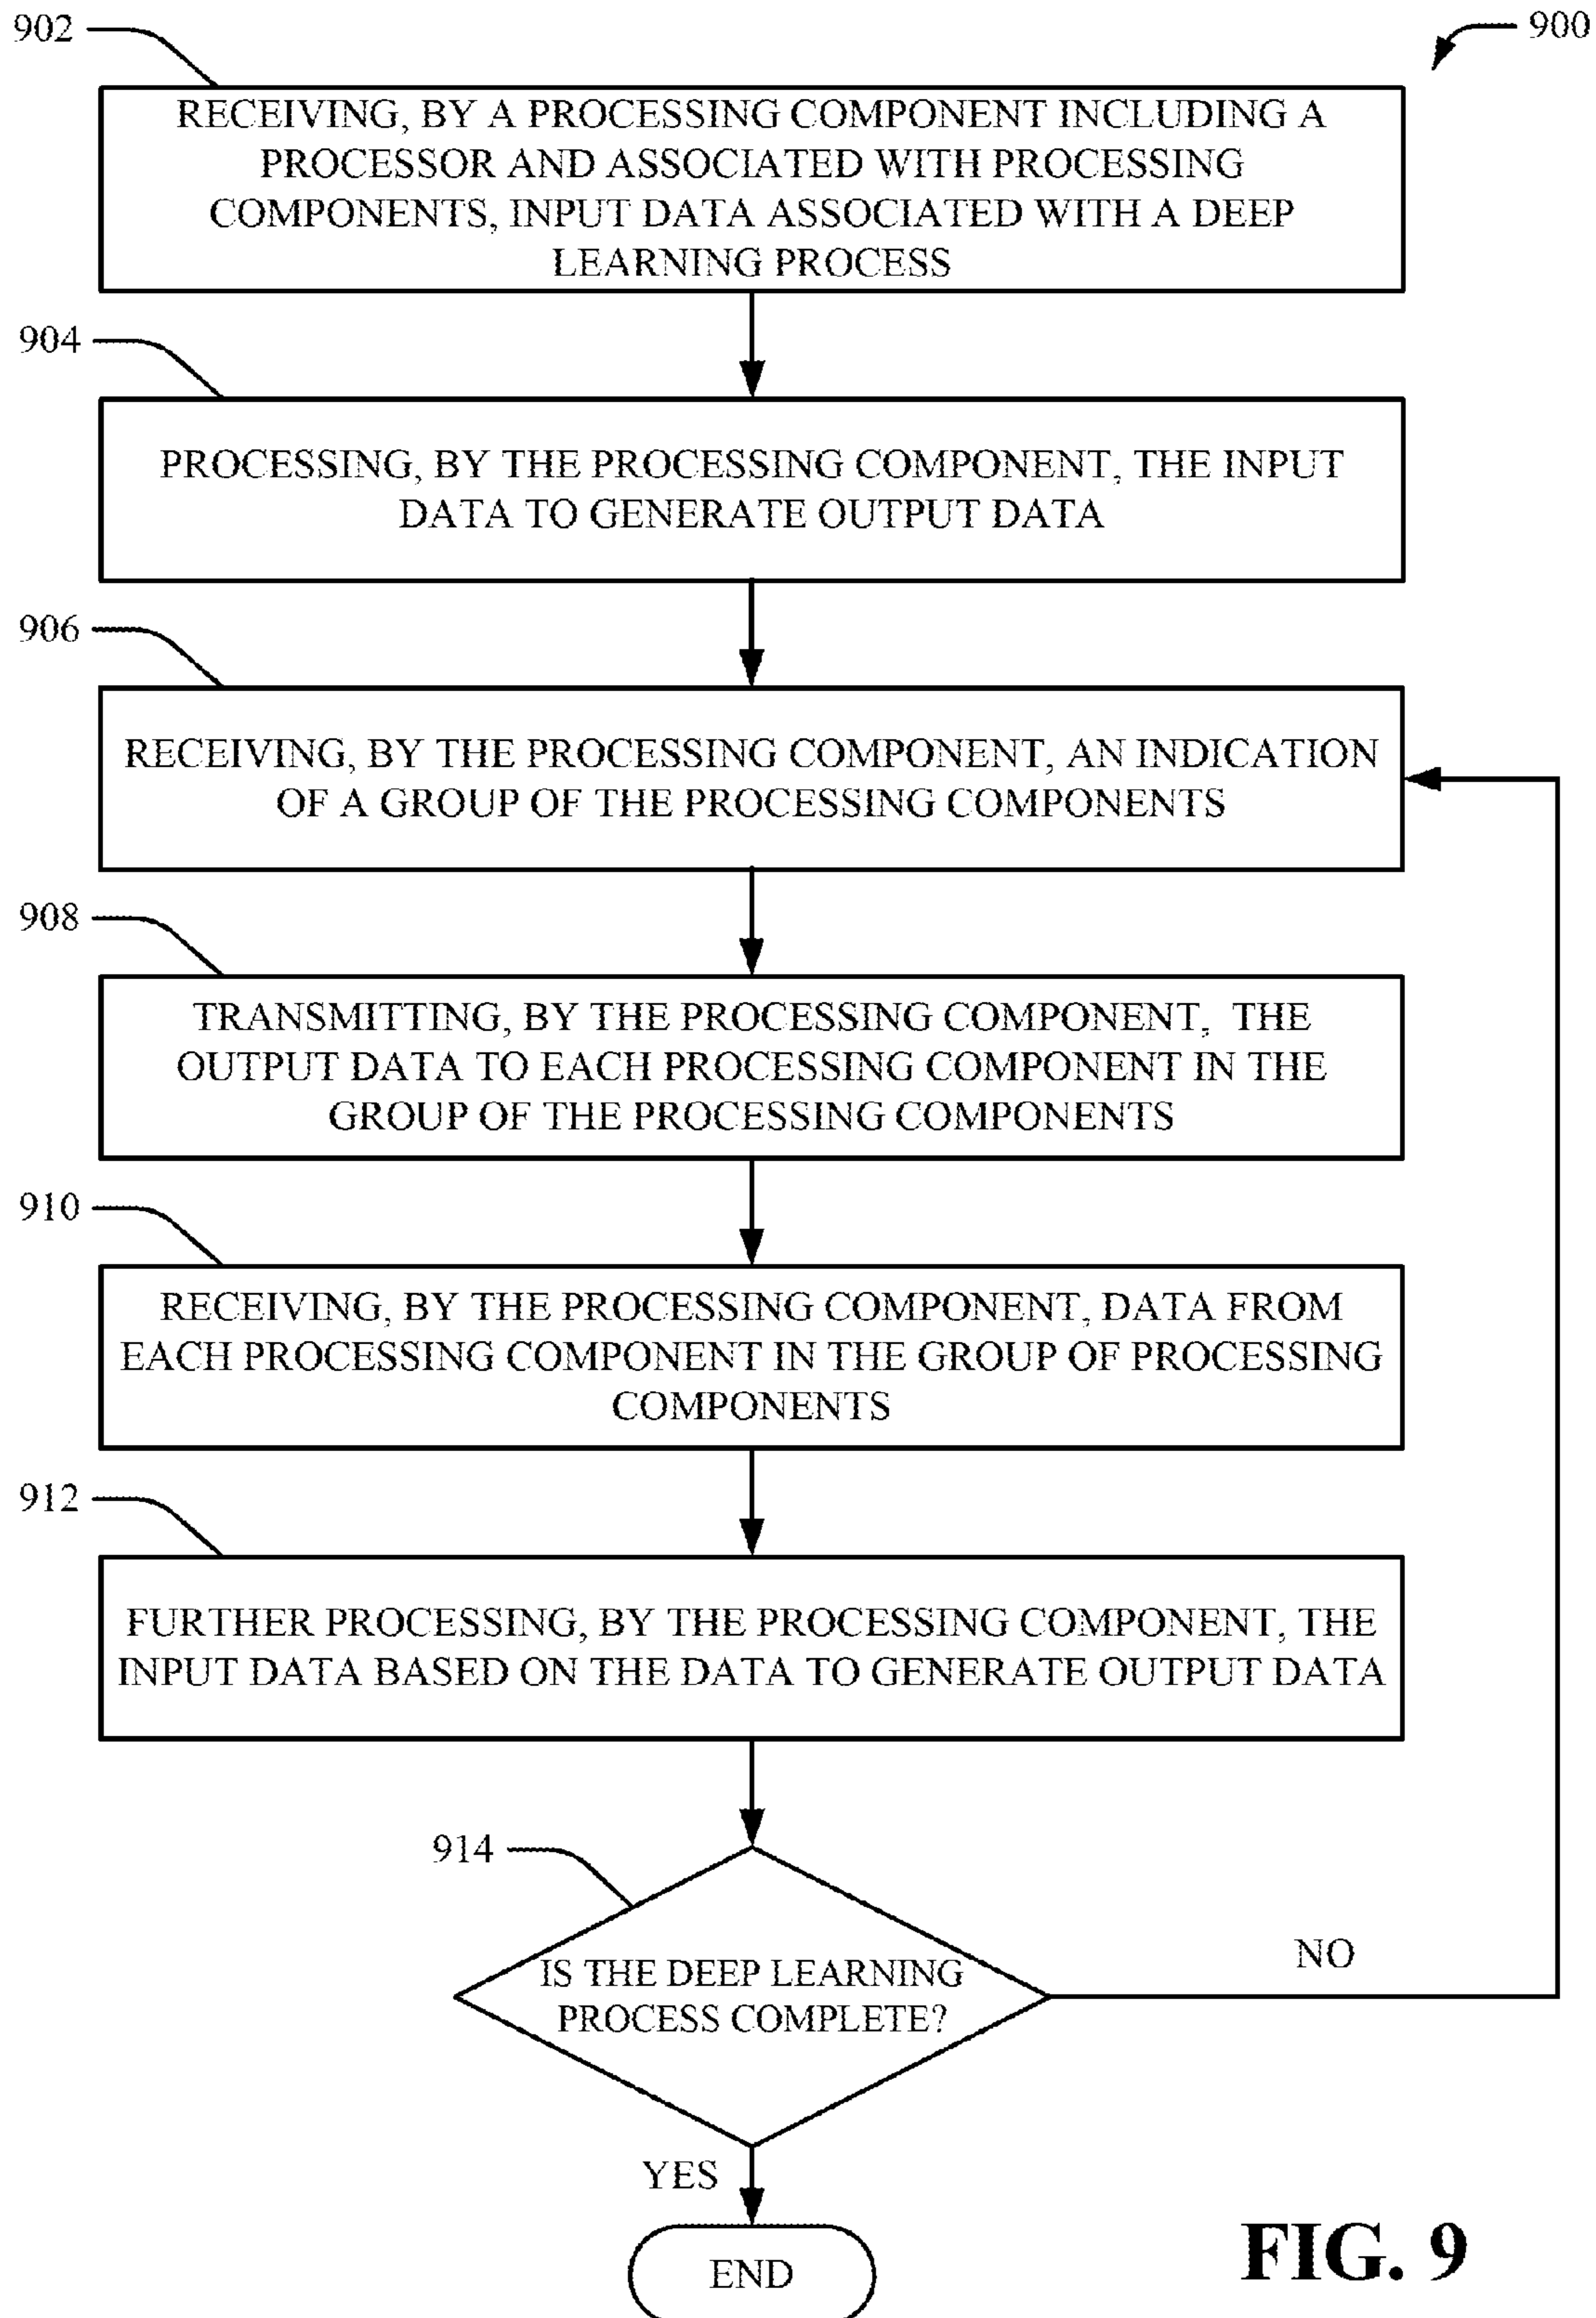 902
900
RECEIVING, BY A PROCESSING COMPONENT INCLUDING A
PROCESSOR AND ASSOCIATED WITH PROCESSING
COMPONENTS, INPUT DATA ASSOCIATED WITH A DEEP
LEARNING PROCESS
904
PROCESSING, BY THE PROCESSING COMPONENT, THE INPUT
DATA TO GENERATE OUTPUT DATA
906
RECEIVING, BY THE PROCESSING COMPONENT, AN INDICATION
OF A GROUP OF THE PROCESSING COMPONENTS
908
TRANSMITTING, BY THE PROCESSING COMPONENT, THE
OUTPUT DATA TO EACH PROCESSING COMPONENT IN THE
GROUP OF THE PROCESSING COMPONENTS
910
RECEIVING, BY THE PROCESSING COMPONENT, DATA FROM
EACH PROCESSING COMPONENT IN THE GROUP OF PROCESSING
COMPONENTS
912
FURTHER PROCESSING, BY THE PROCESSING COMPONENT, THE
INPUT DATA BASED ON THE DATA TO GENERATE OUTPUT DATA
914
IS THE DEEP LEARNING
PROCESS COMPLETE?
NO
YES
END
FIG. 9